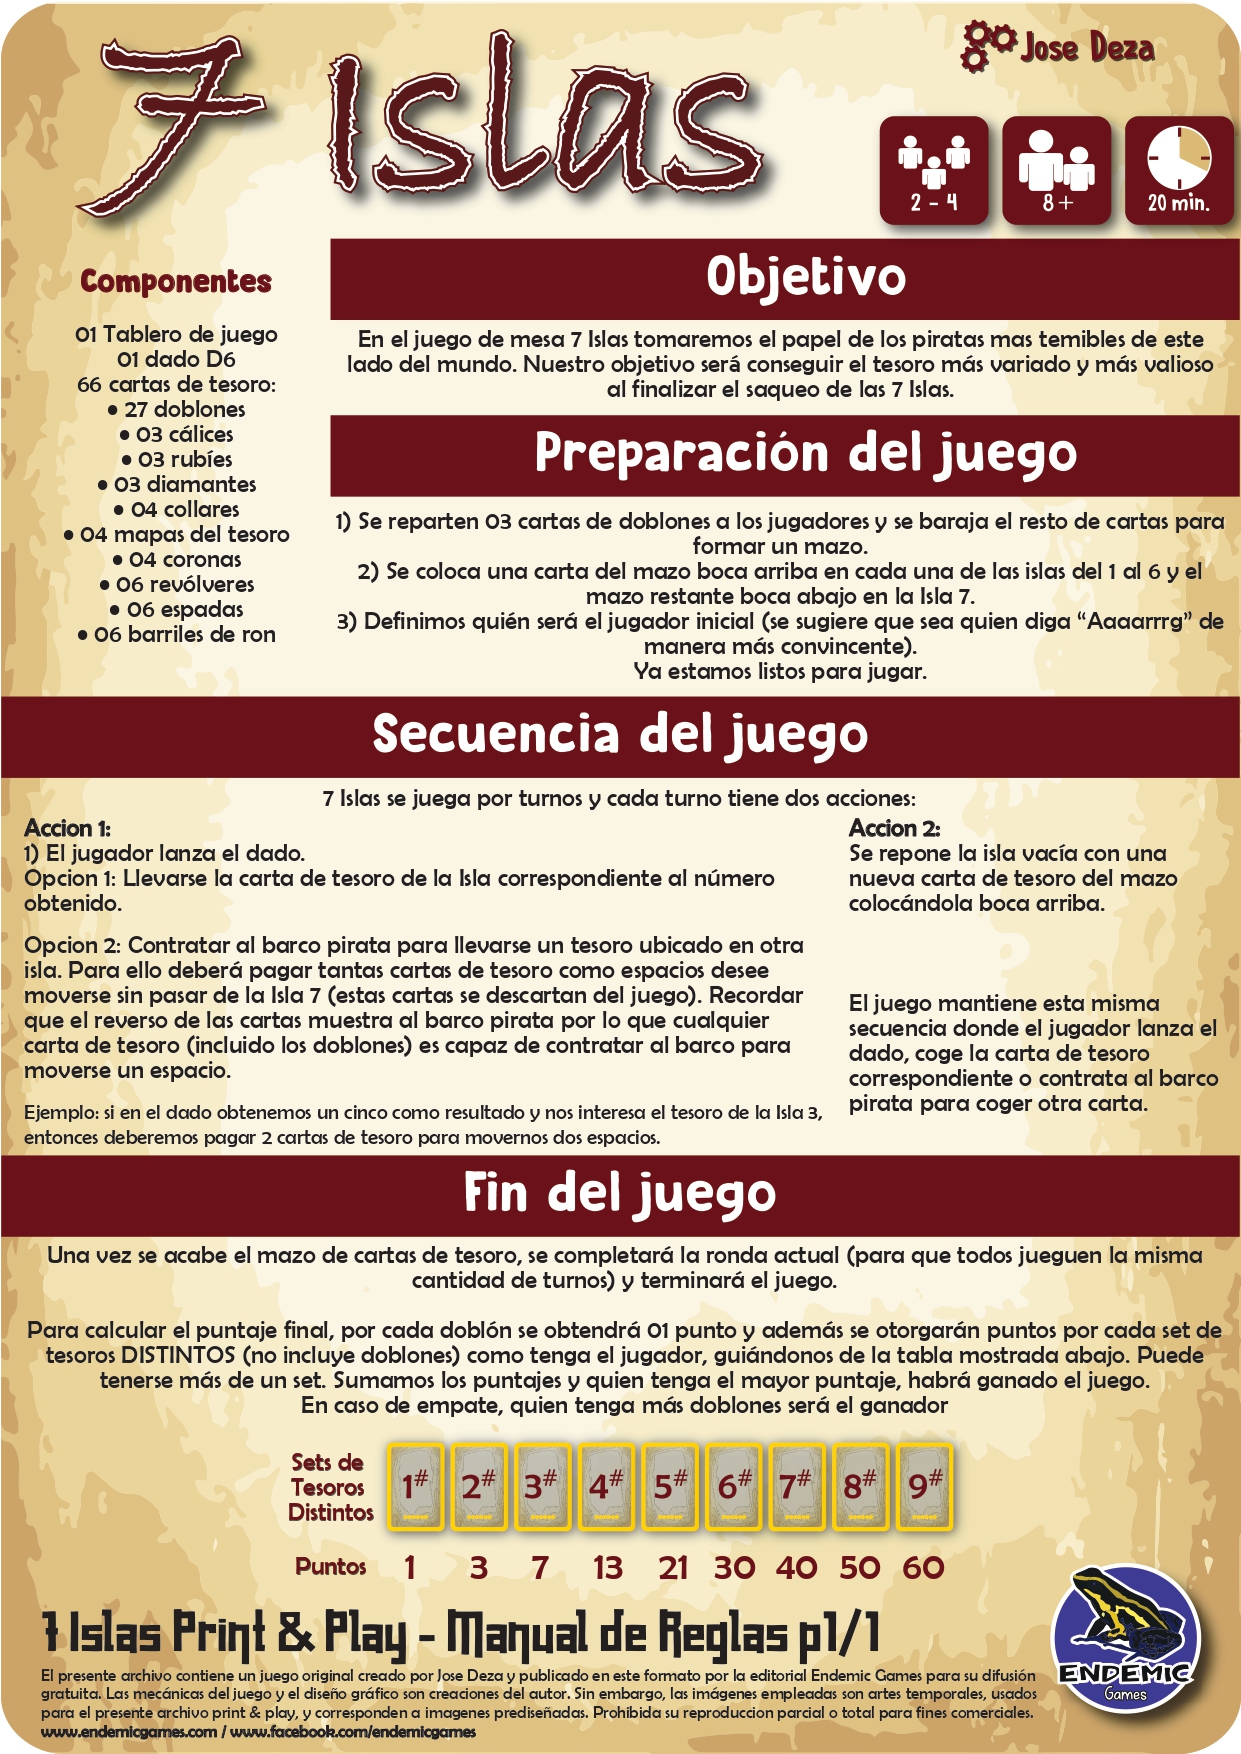 7 Islas
Jose Deza
2 - 4
8+
20 min.
Componentes
01 Tablero de juego
01 dado D6
66 cartas de tesoro:
• 27 doblones
• 03 cálices
• 03 rubíes
• 03 diamantes
• 04 collares
• 04 mapas del tesoro
• 04 coronas
• 06 revólveres
• 06 espadas
• 06 barriles de ron
Objetivo
En el juego de mesa 7 Islas tomaremos el papel de los piratas mas temibles de este
lado del mundo. Nuestro objetivo será conseguir el tesoro más variado y más valioso
al finalizar el saqueo de las 7 Islas.
Preparación del juego
1) Se reparten 03 cartas de doblones a los jugadores y se baraja el resto de cartas para
formar un mazo.
2) Se coloca una carta del mazo boca arriba en cada una de las islas del 1 al 6 y el
mazo restante boca abajo en la Isla 7.
3) Definimos quién será el jugador inicial (se sugiere que sea quien diga “Aaaarrrg” de
manera más convincente).
Ya estamos listos para jugar.
Secuencia del juego
7 Islas se juega por turnos y cada turno tiene dos acciones:
Accion 1:
1) El jugador lanza el dado.
Opcion 1: Llevarse la carta de tesoro de la Isla correspondiente al número
obtenido.
Opcion 2: Contratar al barco pirata para llevarse un tesoro ubicado en otra
isla. Para ello deberá pagar tantas cartas de tesoro como espacios desee
moverse sin pasar de la Isla 7 (estas cartas se descartan del juego). Recordar
que el reverso de las cartas muestra al barco pirata por lo que cualquier
carta de tesoro (incluido los doblones) es capaz de contratar al barco para
moverse un espacio.
Ejemplo: si en el dado obtenemos un cinco como resultado y nos interesa el tesoro de la Isla 3,
entonces deberemos pagar 2 cartas de tesoro para movernos dos espacios.
Accion 2:
Se repone la isla vacía con una
nueva carta de tesoro del mazo
colocándola boca arriba.
El juego mantiene esta misma
secuencia donde el jugador lanza el
dado, coge la carta de tesoro
correspondiente o contrata al barco
pirata para coger otra carta.
Fin del juego
Una vez se acabe el mazo de cartas de tesoro, se completará la ronda actual (para que todos jueguen la misma
cantidad de turnos) y terminará el juego.
Para calcular el puntaje final, por cada doblón se obtendrá 01 punto y además se otorgarán puntos por cada set de
tesoros DISTINTOS (no incluye doblones) como tenga el jugador, guiándonos de la tabla mostrada abajo. Puede
tenerse más de un set. Sumamos los puntajes y quien tenga el mayor puntaje, habrá ganado el juego.
En caso de empate, quien tenga más doblones será el ganador
Sets de
Tesoros
Distintos
1# 2# 3# 4# 5# 6# 7# 8# 9#
Puntos 1 3 7 13 21 30 40 50 60
7 Islas Print & Play - Manual de Reglas p1/1
El presente archivo contiene un juego original creado por Jose Deza y publicado en este formato por la editorial Endemic Games para su difusión
gratuita. Las mecánicas del juego y el diseño gráfico son creaciones del autor. Sin embargo, las imágenes empleadas son artes temporales, usados
para el presente archivo print & play, y corresponden a imagenes prediseñadas. Prohibida su reproduccion parcial o total para fines comerciales.
www.endemicgames.com / www.facebook.com/endemicgames
ENDEMIC
Games